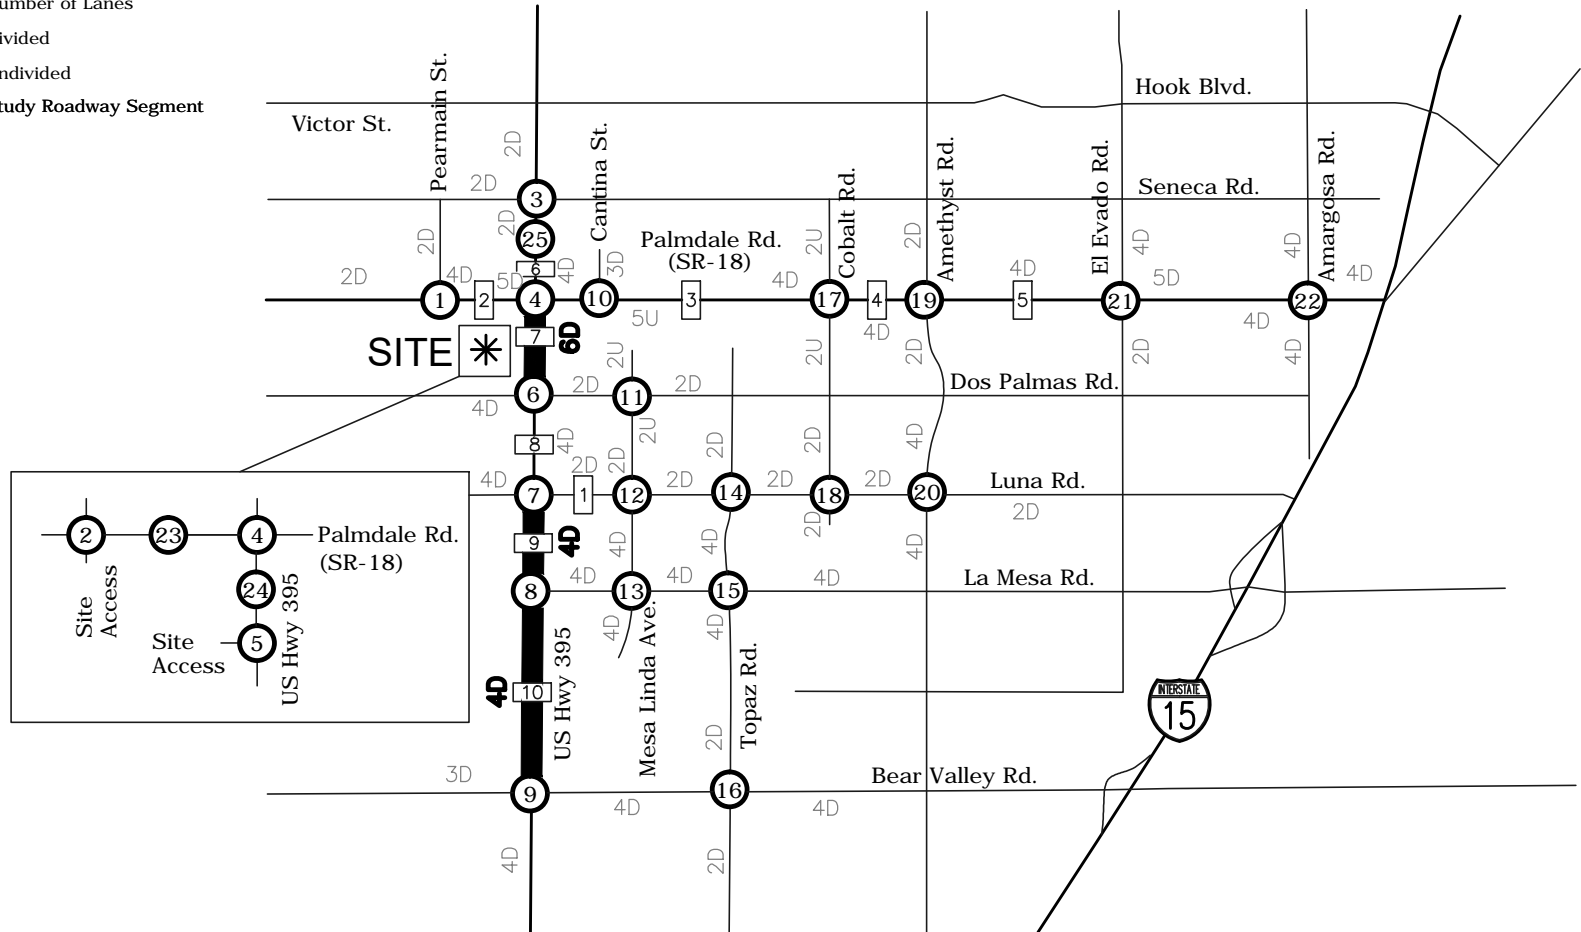 umber of Lanes
ivided
ndivided
tudy Roadway Segment
Pearmain St.
Victor St.
Hook Blvd.
2D
Cantina St.
2D
3
Seneca Rd.
Cobalt Rd.
Amethyst Rd.
El Evado Rd.
Amargosa Rd.
2D
2D
25
Palmdale Rd.
(SR-18)
2U
2D
4D
4D
2D
4D
5D
6
4D
3D
4D
4D
5D
4D
1
2
4
10
3
17
4
19
5
21
22
5U
4D
4D
SITE
7
6D
2U
2U
2D
2D
4D
6
2D
11
2D
Dos Palmas Rd.
4D
8
4D
2U
2D
2D
4D
2D
2D
4D
7
1
12
2D
14
2D
18
2D
20
Luna Rd.
2D
2D
9
4D
4D
4D
4D
8
4D
13
4D
15
4D
La Mesa Rd.
4D
4D
2
23
4
Palmdale Rd.
(SR-18)
24
Site
Access
Site
Access
5
US Hwy 395
4D
10
US Hwy 395
Mesa Linda Ave.
Topaz Rd.
2D
INTERSTATE
15
3D
9
4D
16
4D
Bear Valley Rd.
4D
2D